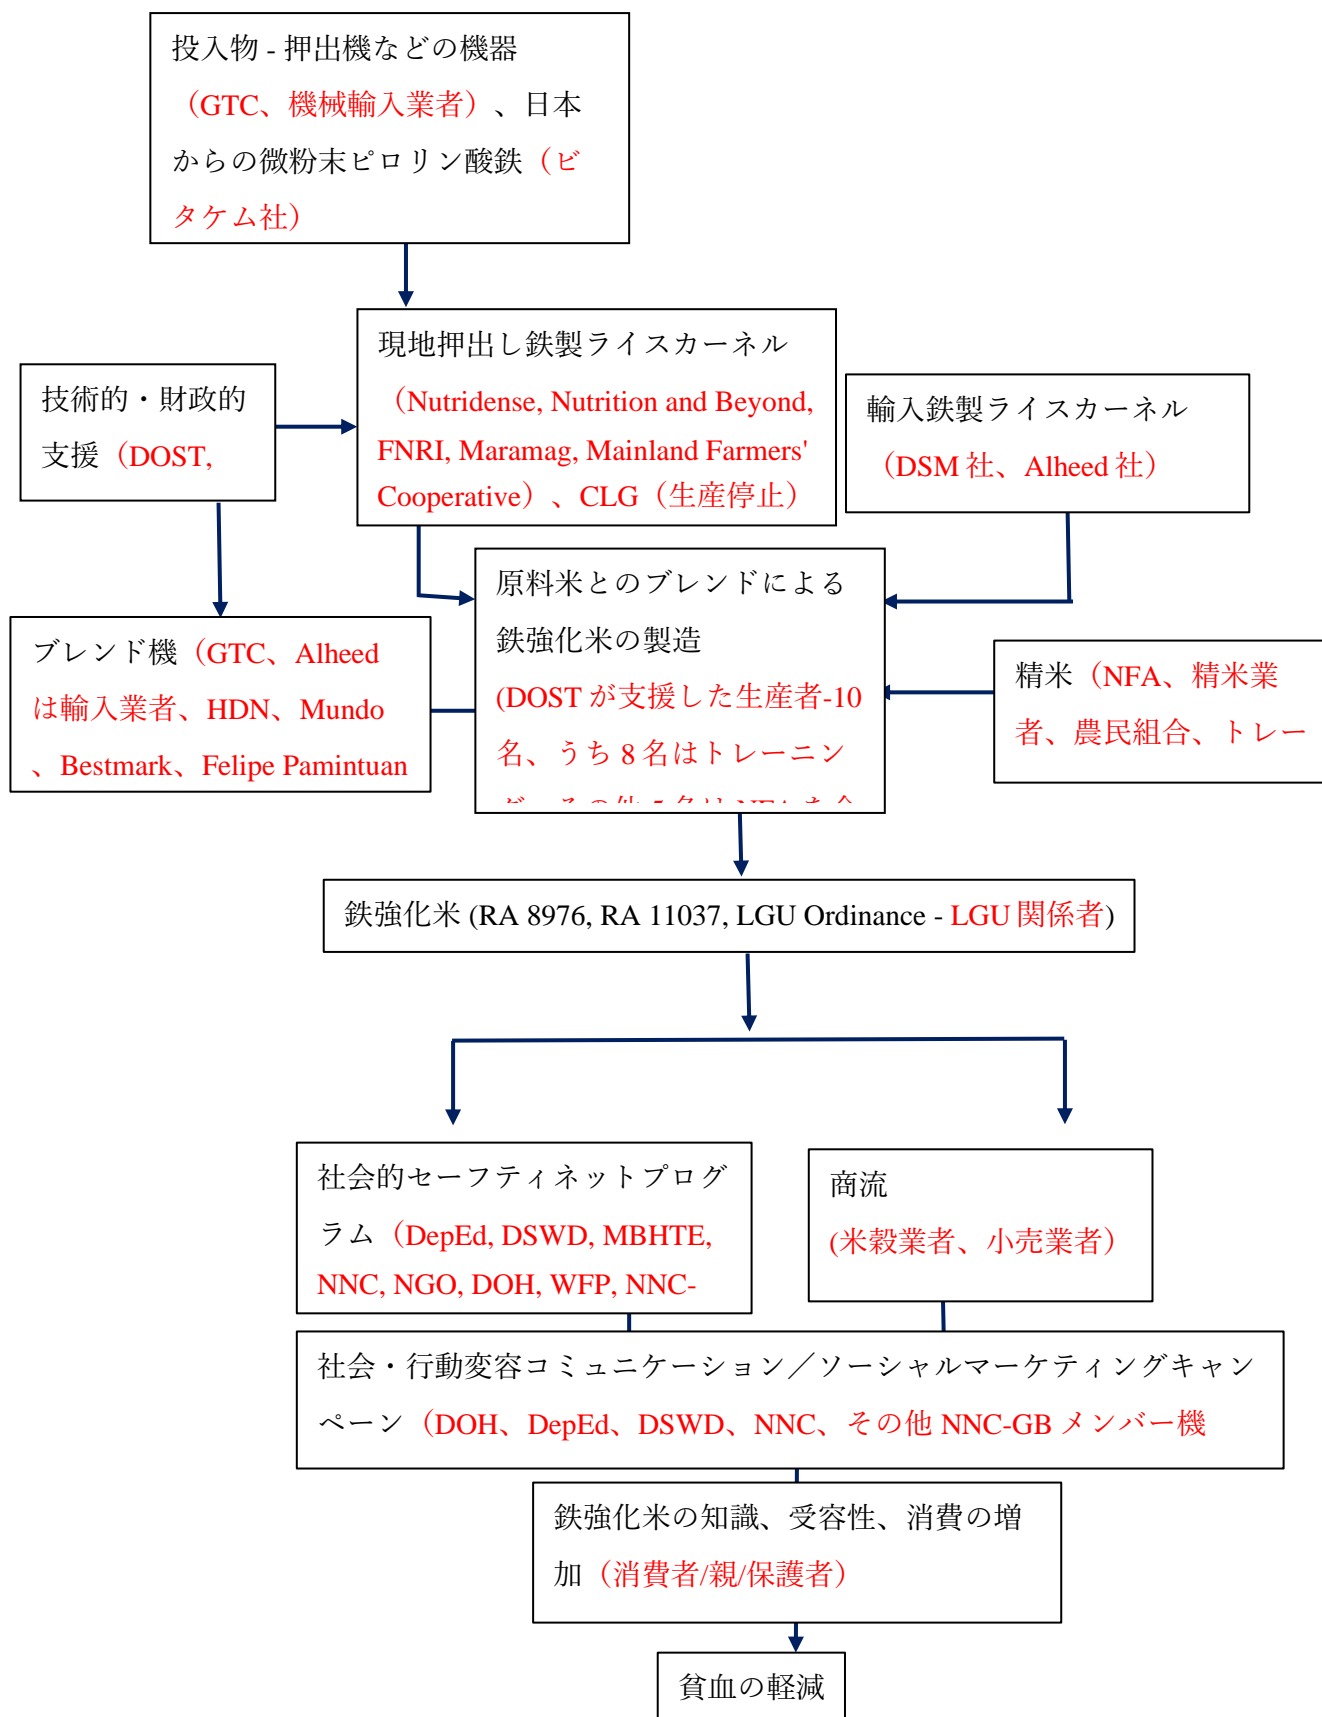 投入物 - 押出機などの機器
（GTC、機械輸入業者）、日本
からの微粉末ピロリン酸鉄（ビ
タケム社）
現地押出し鉄製ライスカーネル
（Nutridense, Nutrition and Beyond,
FNRI, Maramag, Mainland Farmers'
Cooperative）、CLG（生産停止）
技術的・財政的
支援（DOST,
輸入鉄製ライスカーネル
（DSM 社、Alheed 社）
原料米とのブレンドによる
鉄強化米の製造
(DOST が支援した生産者-10
名、うち 8 名はトレーニン
ブレンド機（GTC、Alheed
は輸入業者、HDN、Mundo
、Bestmark、Felipe Pamintuan
精米（NFA、精米業
者、農民組合、トレー
鉄強化米 (RA 8976, RA 11037, LGU Ordinance - LGU 関係者)
社会的セーフティネットプログ
ラム（DepEd, DSWD, MBHTE,
NNC, NGO, DOH, WFP, NNC-
商流
(米穀業者、小売業者）
社会・行動変容コミュニケーション／ソーシャルマーケティングキャン
ペーン（DOH、DepEd、DSWD、NNC、その他 NNC-GB メンバー機
鉄強化米の知識、受容性、消費の増
加（消費者/親/保護者）
貧血の軽減